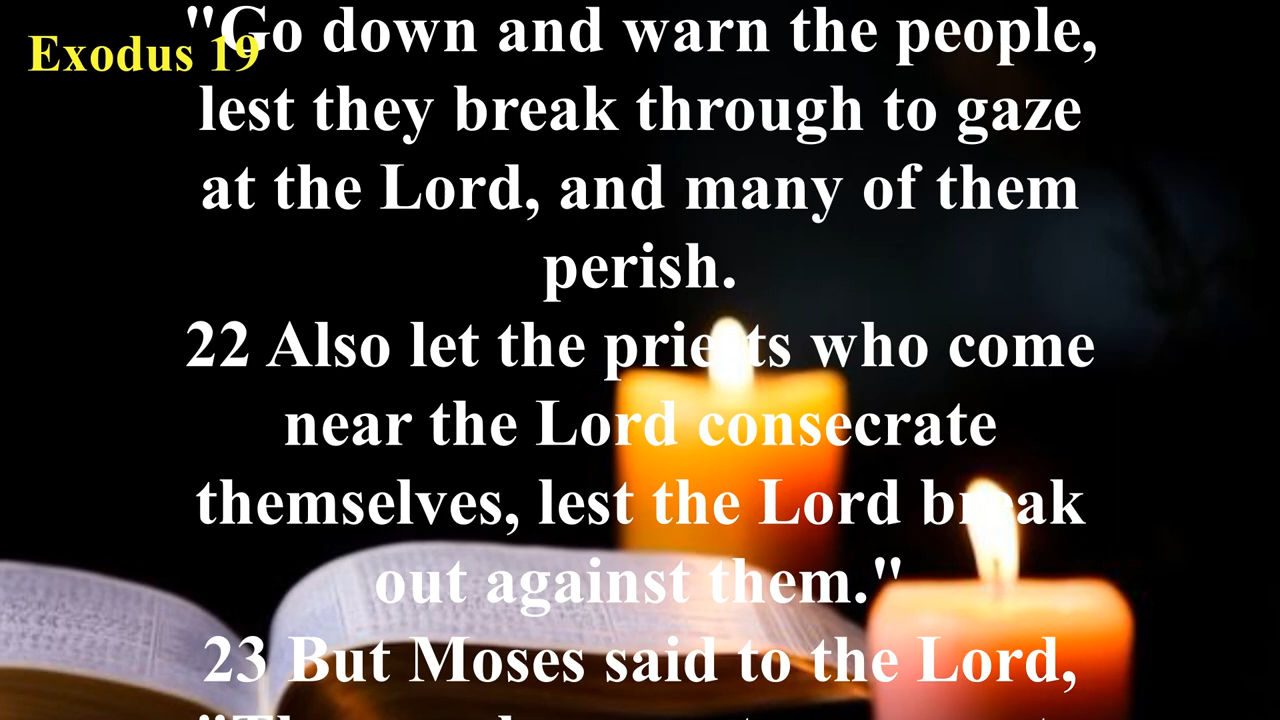 Exodus 19
"Go down and warn the people,
lest they break through to gaze
at the Lord, and many of them
perish.
22 Also let the priests who come
near the Lord consecrate
themselves, lest the Lord break
out against them."
23 But Moses said to the Lord,